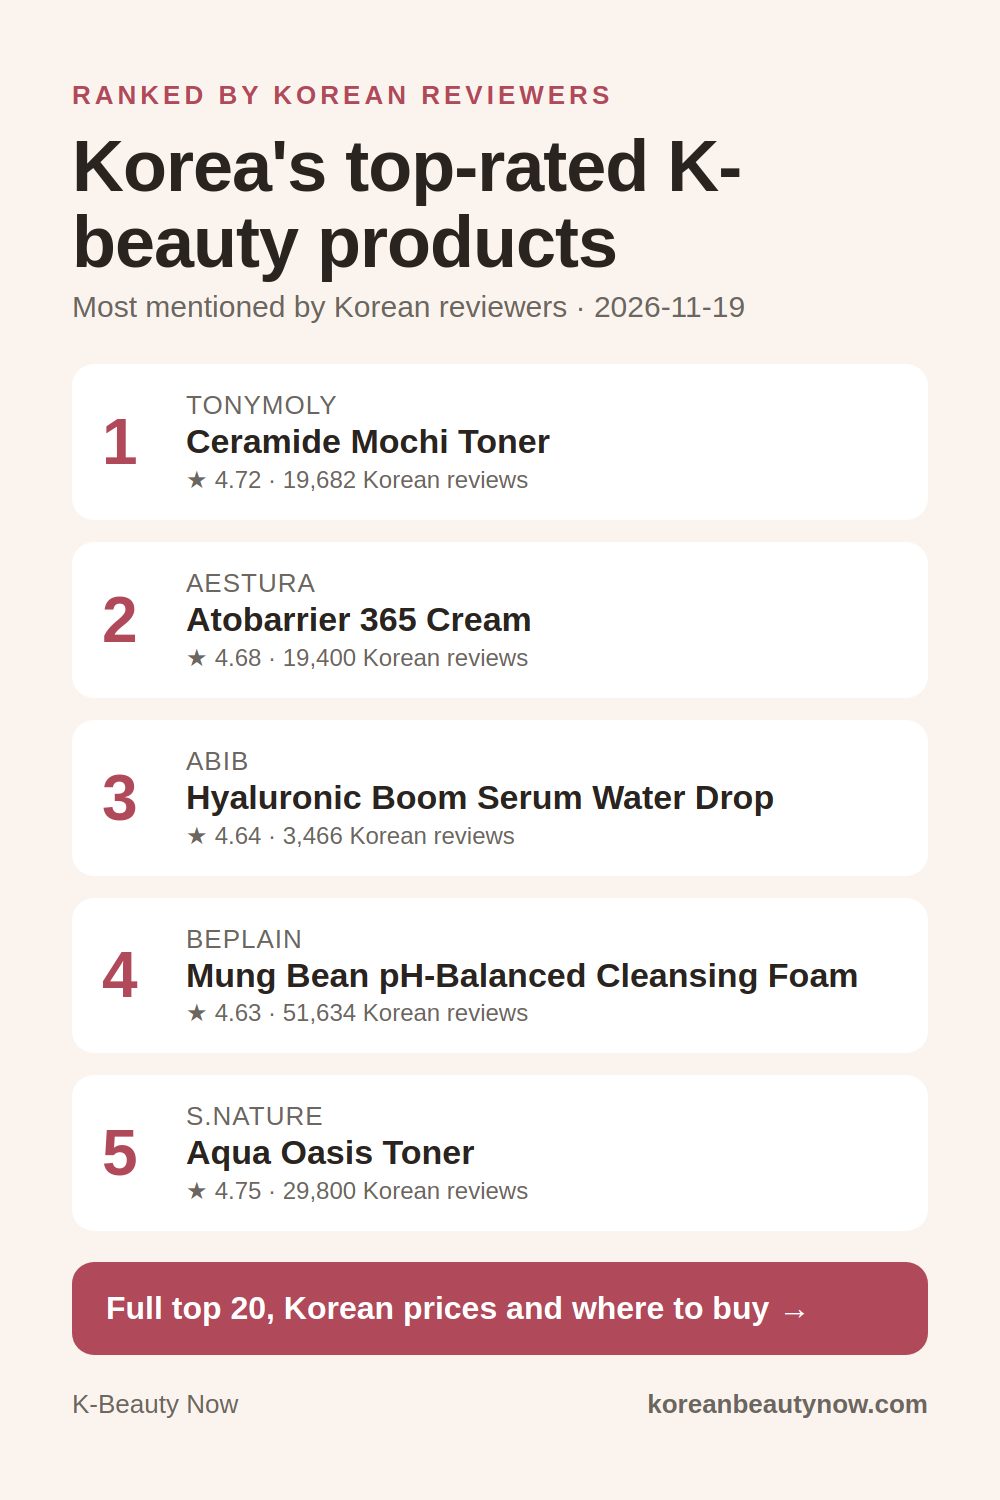 RANKED BY KOREAN REVIEWERS
Korea's top-rated K-
beauty products
Most mentioned by Korean reviewers · 2026-11-19
1
TONYMOLY
Ceramide Mochi Toner
★ 4.72 · 19,682 Korean reviews
2
AESTURA
Atobarrier 365 Cream
★ 4.68 · 19,400 Korean reviews
3
ABIB
Hyaluronic Boom Serum Water Drop
★ 4.64 · 3,466 Korean reviews
4
BEPLAIN
Mung Bean pH-Balanced Cleansing Foam
★ 4.63 · 51,634 Korean reviews
5
S.NATURE
Aqua Oasis Toner
★ 4.75 · 29,800 Korean reviews
Full top 20, Korean prices and where to buy →
K-Beauty Now
koreanbeautynow.com